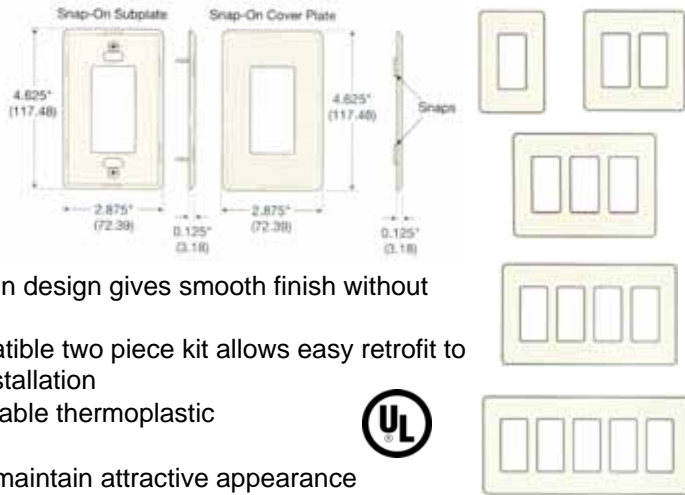 Snap-On Subplate
Snap-On Cover Plate
4.625"
(117.48)
4.625"
(117.48)
Snaps
2.875"
(72.39)
0.125"
(3.18)
2.875"
(72.39)
0.125"
(3.18)
n design gives smooth finish without
atible two piece kit allows easy retrofit to
stallation
able thermoplastic
UL
®
maintain attractive appearance